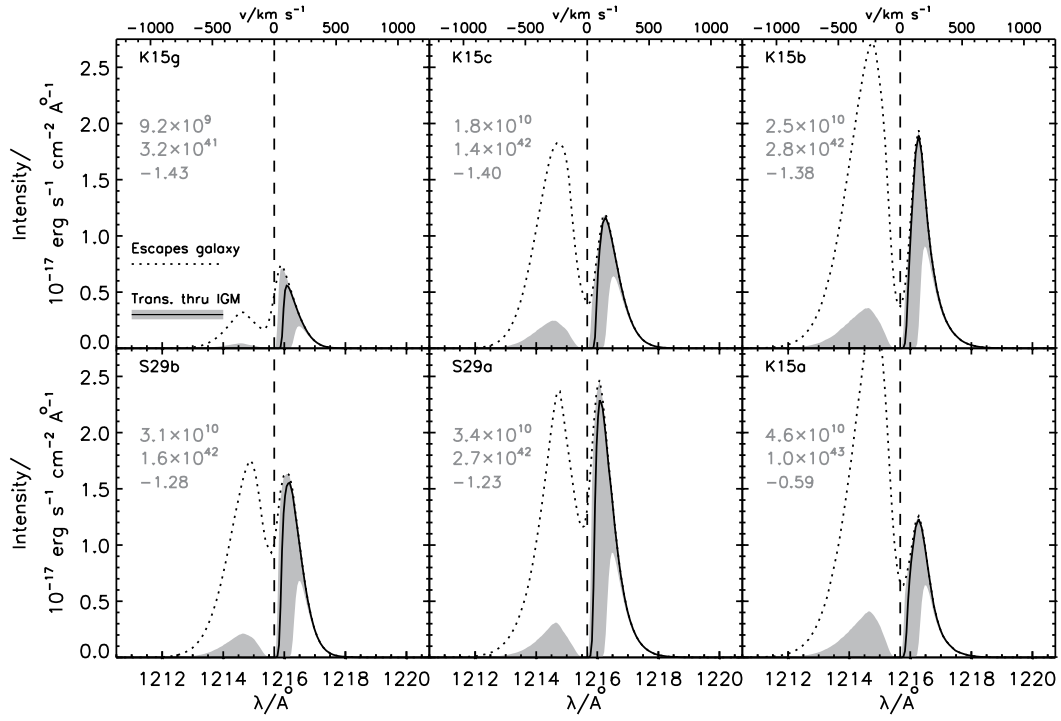 v/km s⁻¹ v/km s⁻¹ v/km s⁻¹
−1000 −500 0 500 1000 −500 0 500 1000 −500 0 500 1000
K15g K15c K15b
Intensity/
10⁻¹⁷ erg s⁻¹ cm⁻² Å⁻¹
2.5
2.0
1.5
1.0
0.5
0.0
9.2×10⁹ 1.8×10¹⁰ 2.5×10¹⁰
3.2×10⁴¹ 1.4×10⁴² 2.8×10⁴²
−1.43 −1.40 −1.38
Escapes galaxy
Trans. thru IGM
S29b S29a K15a
Intensity/
10⁻¹⁷ erg s⁻¹ cm⁻² Å⁻¹
2.5
2.0
1.5
1.0
0.5
0.0
3.1×10¹⁰ 3.4×10¹⁰ 4.6×10¹⁰
1.6×10⁴² 2.7×10⁴² 1.0×10⁴³
−1.28 −1.23 −0.59
1212 1214 1216 1218 1220 1212 1214 1216 1218 1220 1212 1214 1216 1218 1220
λ/Å λ/Å λ/Å